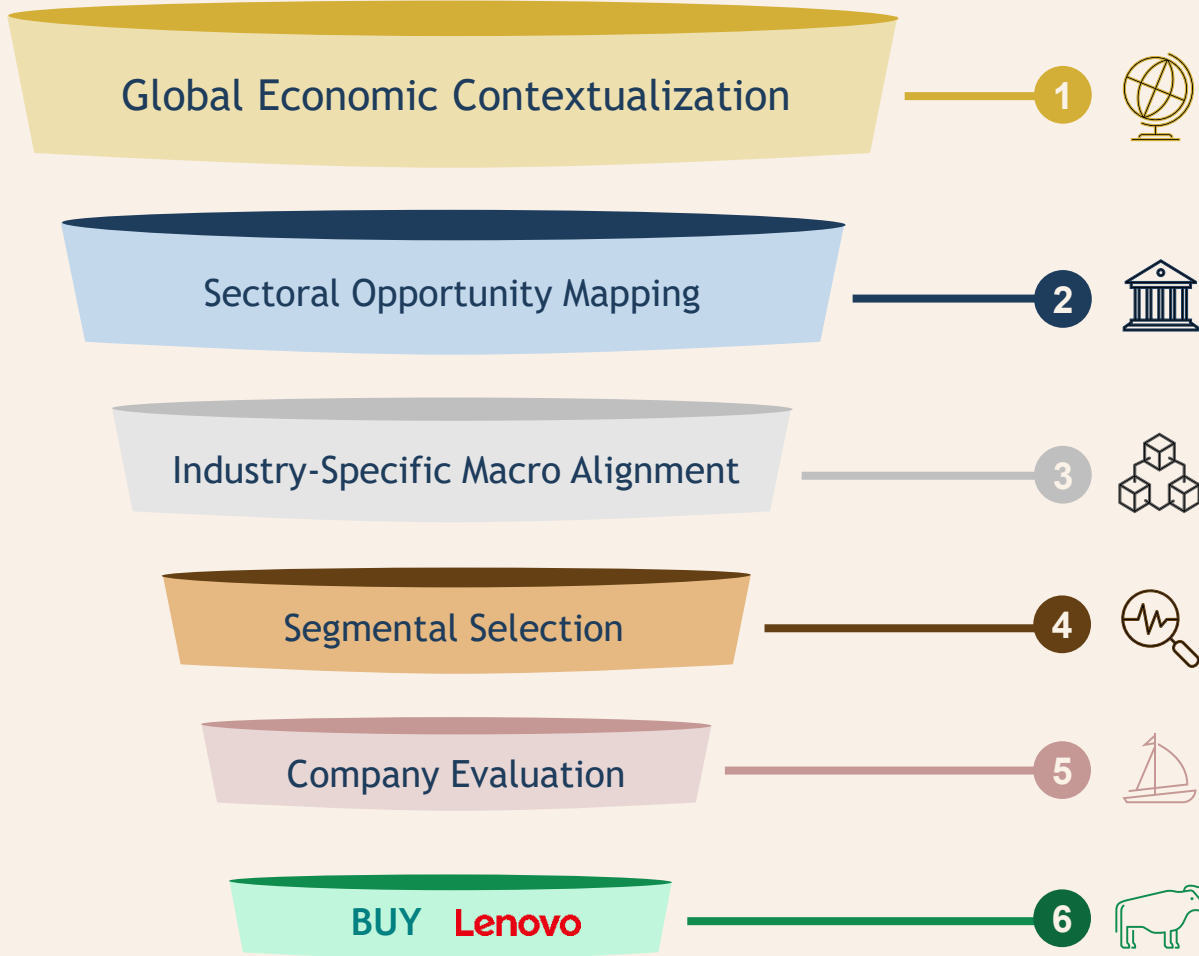 Global Economic Contextualization
1
Sectoral Opportunity Mapping
2
Industry-Specific Macro Alignment
3
Segmental Selection
4
Company Evaluation
5
BUY Lenovo
6